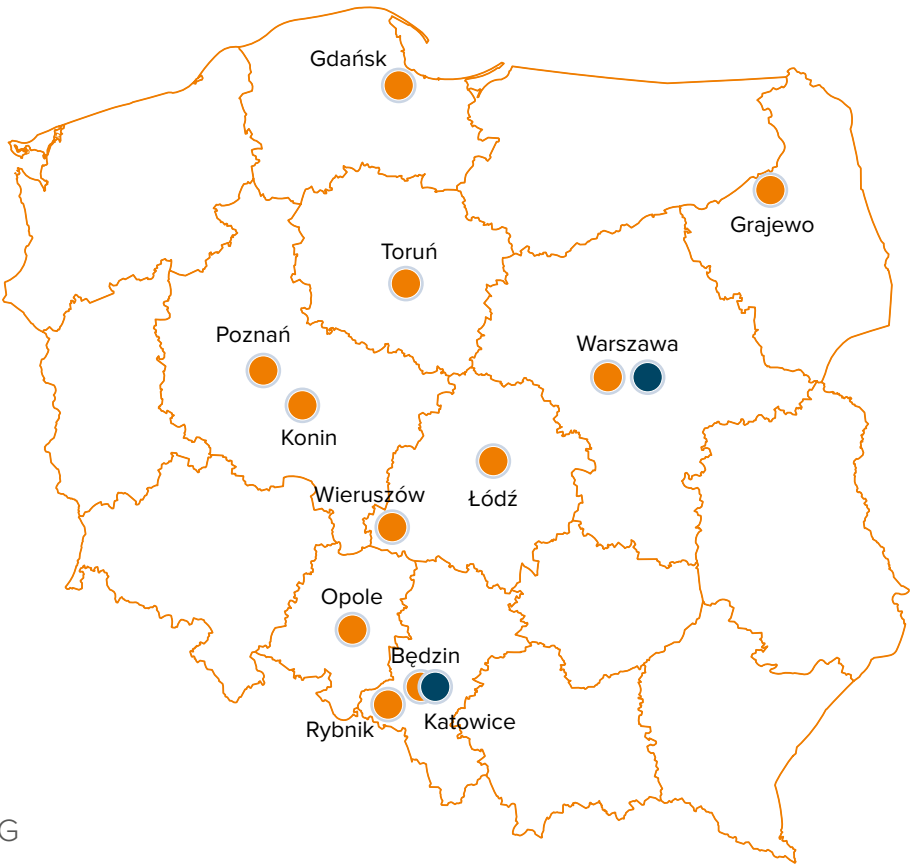 Gdańsk
Grajewo
Toruń
Poznań
Warszawa
Konin
Wieruszów
Łódź
Opole
Będzin
Katowice
Rybnik
G